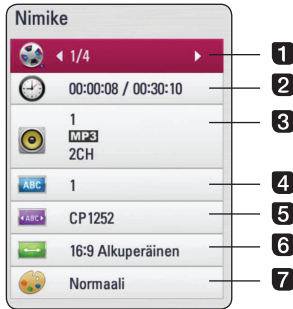 Nimike
1/4
1
00:00:08 / 00:30:10
2
1
MP3
2CH
3
ABC
1
4
ABC
CP1252
5
16:9 Alkuperäinen
6
Normaali
7